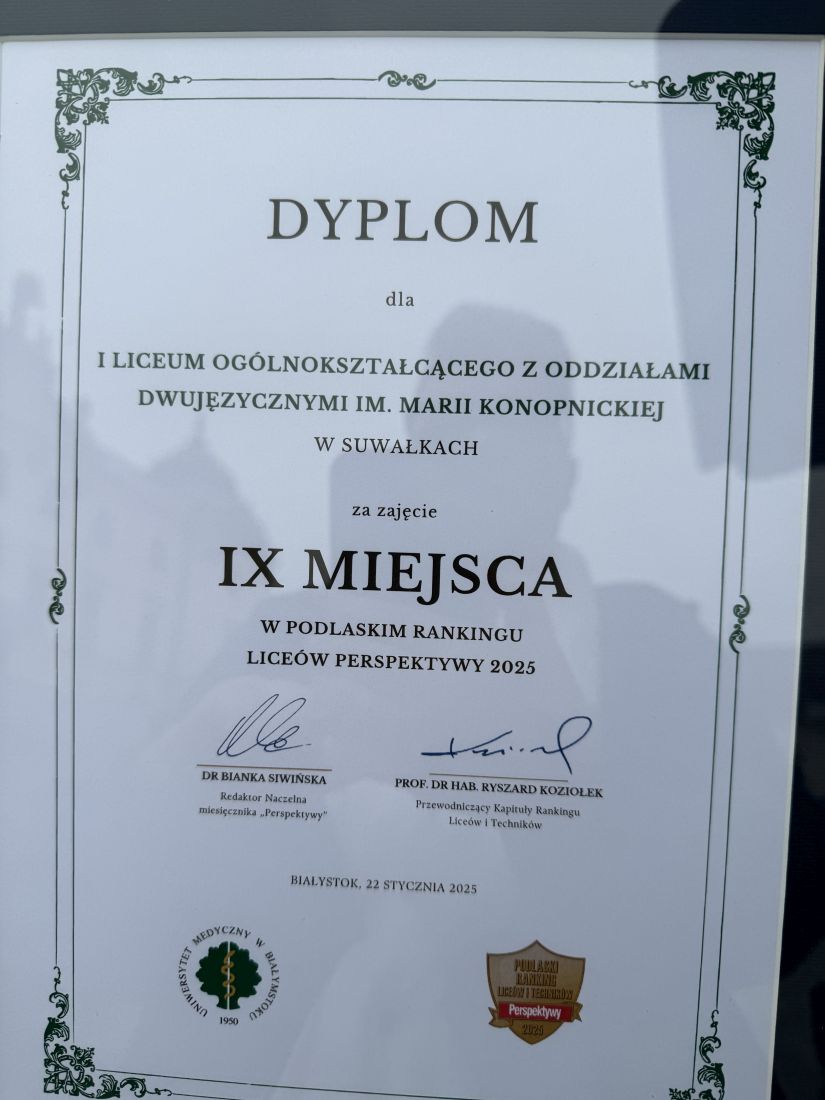 DYPLOM
dla
I LICEUM OGÓLNOKSZTAŁCĄCEGO Z ODDZIAŁAMI
DWUJĘZYCZNYMI IM. MARII KONOPNICKIEJ
W SUWAŁKACH
za zajęcie
IX MIEJSCA
W PODLASKIM RANKINGU
LICEÓW PERSPEKTYWY 2025
DR BIANKA SIWIŃSKA
Redaktor Naczelna
miesięcznika „Perspektywy”
PROF. DR HAB. RYSZARD KOZIOŁEK
Przewodniczący Kapituły Rankingu
Liceów i Techników
BIAŁYSTOK, 22 STYCZNIA 2025
UNIWERSYTET MEDYCZNY W BIAŁYMSTOKU
1950
PODLASKI
RANKING
LICEÓW I TECHNIKÓW
Perspektywy
2025